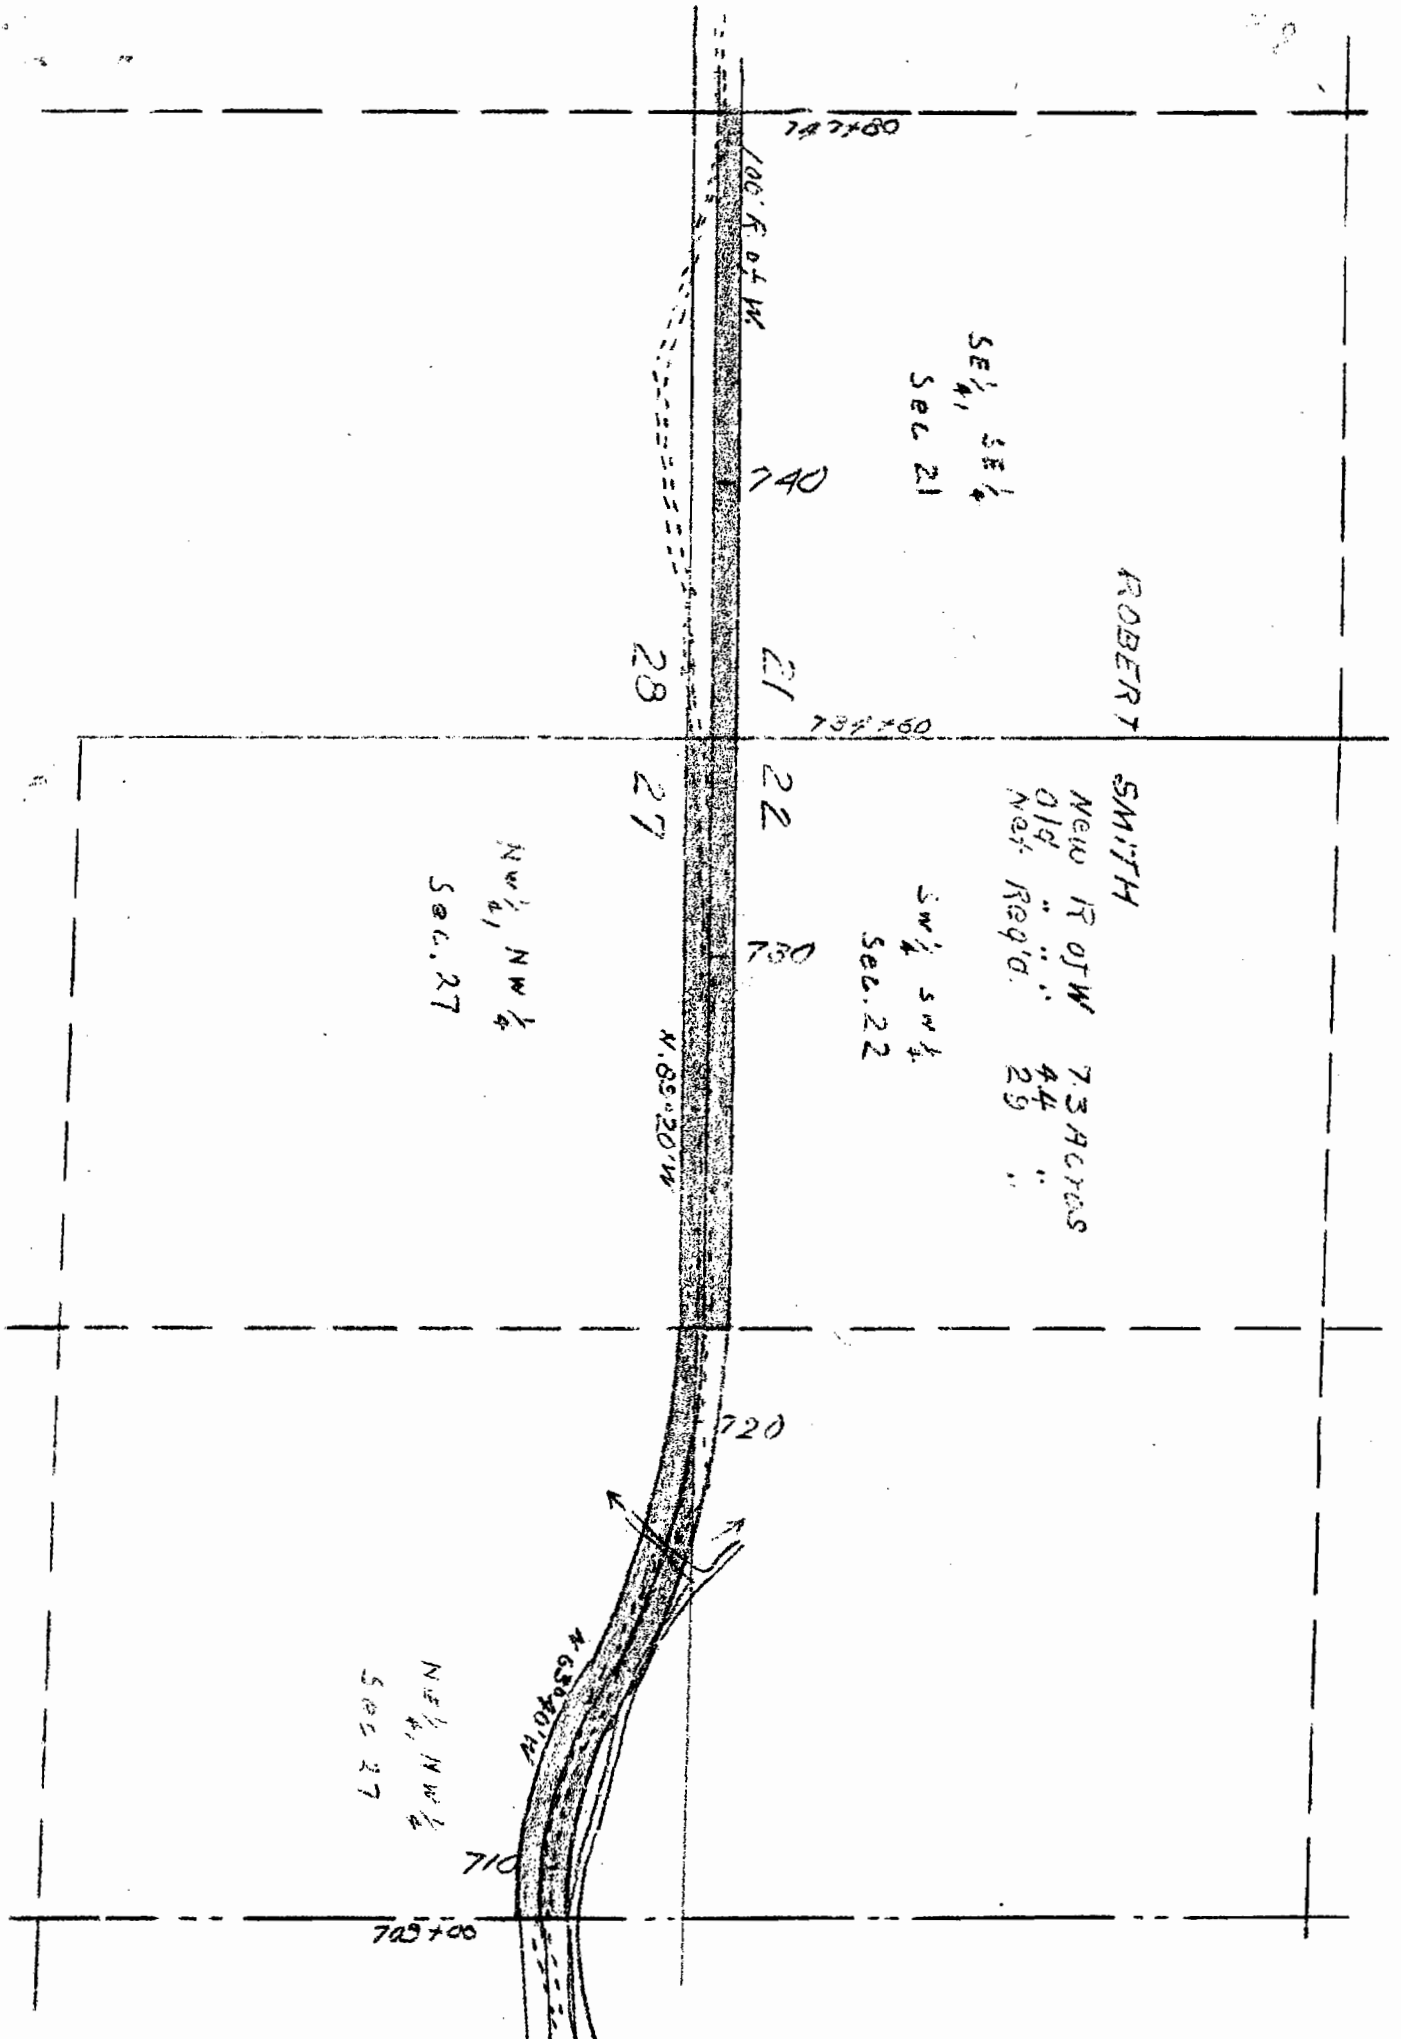 747+80
100' R of W.
SE¼, SE¼
SEC 21
740
ROBERT SMITH
New R of W 7.3 Acres
Old " " " 4.4 "
Net Req'd. 2.9 "
21
28
734+60
22
27
SW¼ SW¼
Sec. 22
730
NW¼, NW¼
Sec. 27
N.89°20'W
720
N 63°40'W
NE¼, NW¼
Sec 27
710
709+00